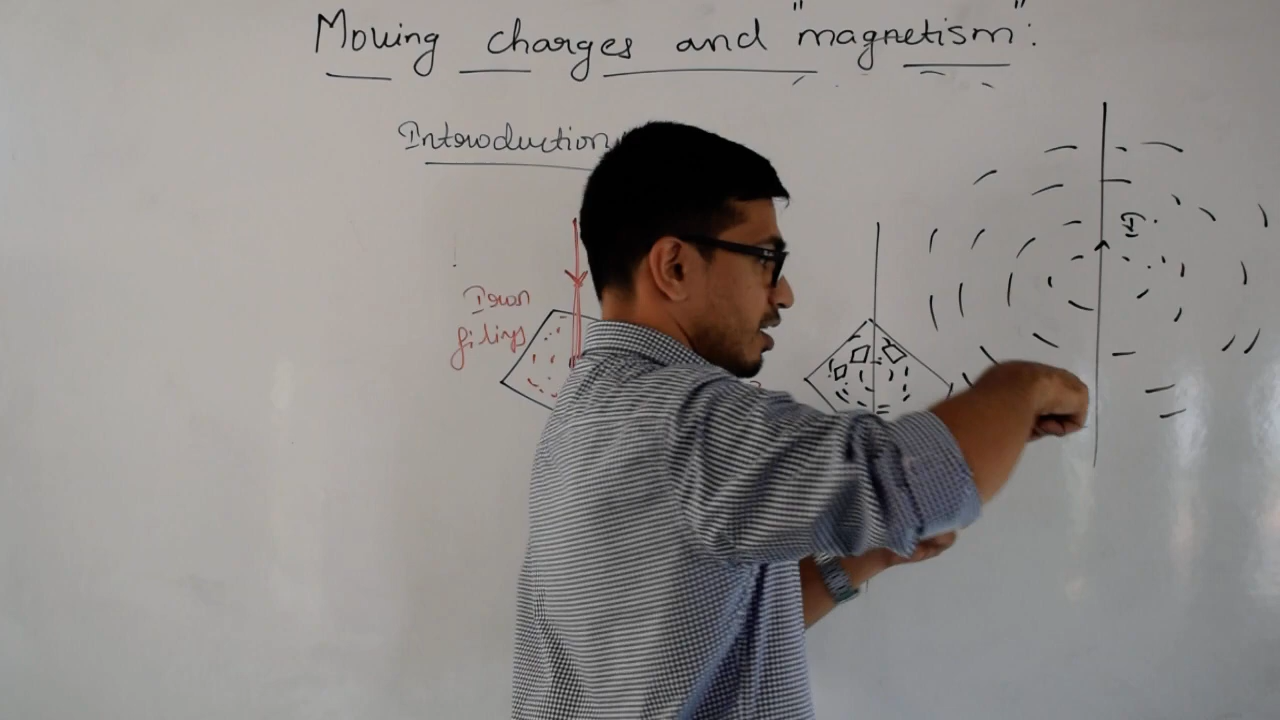 Moving charges and "magnetism":
Introduction
I
Iron
filings